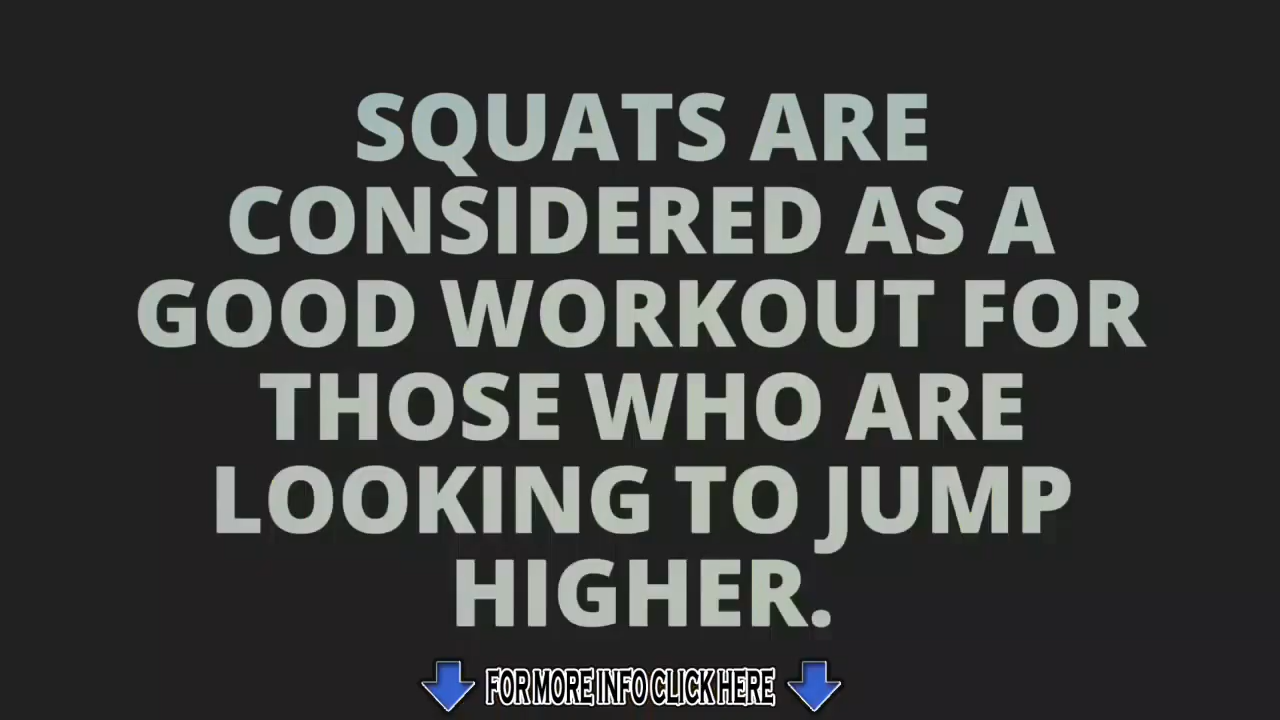 SQUATS ARE
CONSIDERED AS A
GOOD WORKOUT FOR
THOSE WHO ARE
LOOKING TO JUMP
HIGHER.
FOR MORE INFO CLICK HERE